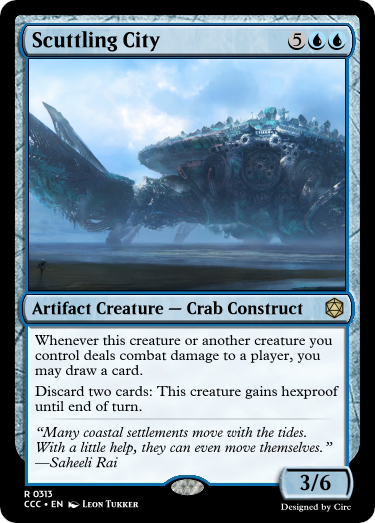 Scuttling City 5
Artifact Creature — Crab Construct
Whenever this creature or another creature you
control deals combat damage to a player, you
may draw a card.
Discard two cards: This creature gains hexproof
until end of turn.
“Many coastal settlements move with the tides.
With a little help, they can even move themselves.”
—Saheeli Rai
3/6
R 0313
CCC • EN Leon Tukker
Designed by Circ